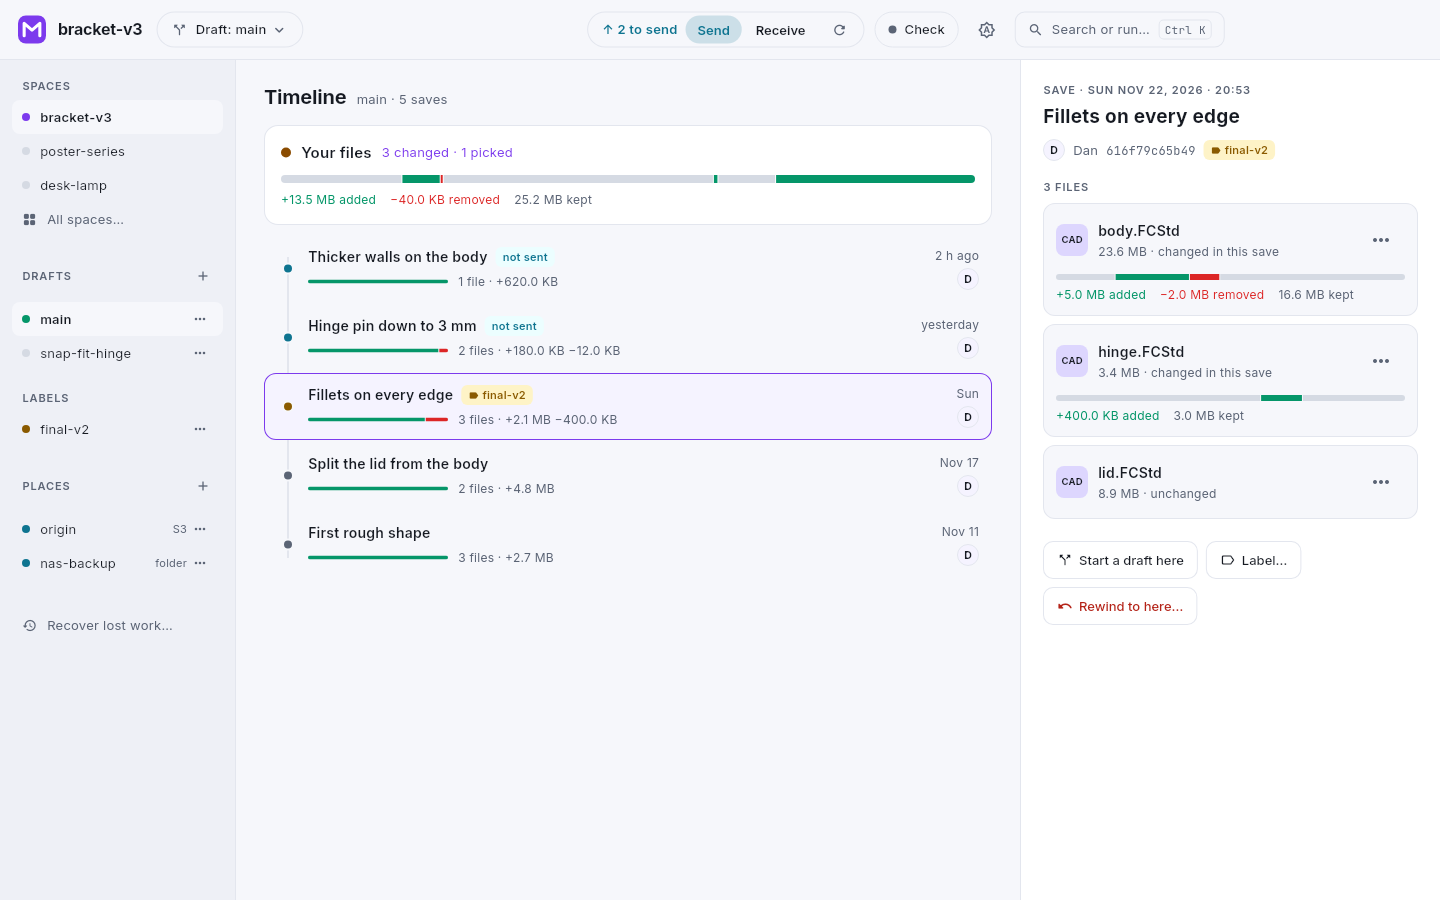 bracket-v3
Draft: main
↑ 2 to send
Send
Receive
Check
Search or run...
Ctrl K
SPACES
bracket-v3
poster-series
desk-lamp
All spaces...
DRAFTS
main
snap-fit-hinge
LABELS
final-v2
PLACES
origin S3
nas-backup folder
Recover lost work...
Timeline main · 5 saves
Your files 3 changed · 1 picked
+13.5 MB added −40.0 KB removed 25.2 MB kept
Thicker walls on the body not sent 2 h ago
1 file · +620.0 KB D
Hinge pin down to 3 mm not sent yesterday
2 files · +180.0 KB −12.0 KB D
Fillets on every edge final-v2 Sun
3 files · +2.1 MB −400.0 KB D
Split the lid from the body Nov 17
2 files · +4.8 MB D
First rough shape Nov 11
3 files · +2.7 MB D
SAVE · SUN NOV 22, 2026 · 20:53
Fillets on every edge
D Dan 616f79c65b49 final-v2
3 FILES
CAD
body.FCStd
23.6 MB · changed in this save
+5.0 MB added −2.0 MB removed 16.6 MB kept
CAD
hinge.FCStd
3.4 MB · changed in this save
+400.0 KB added 3.0 MB kept
CAD
lid.FCStd
8.9 MB · unchanged
Start a draft here
Label...
Rewind to here...